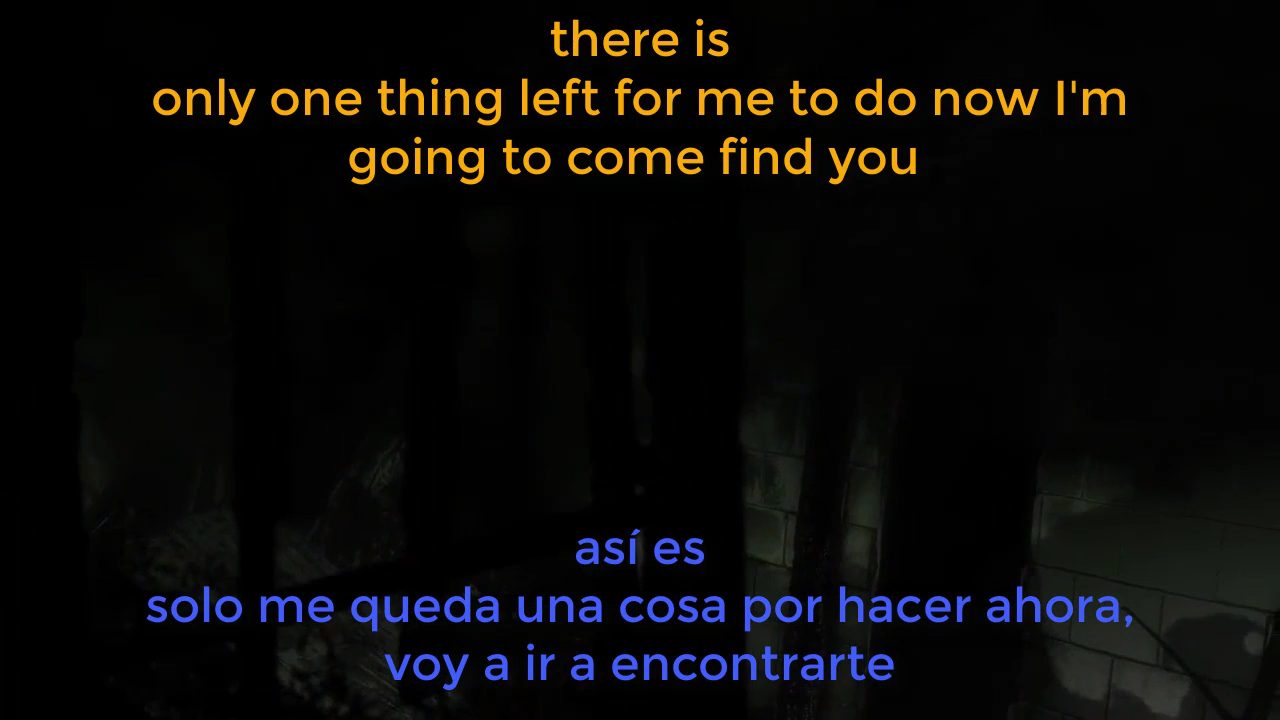 there is
only one thing left for me to do now I'm
going to come find you
así es
solo me queda una cosa por hacer ahora,
voy a ir a encontrarte